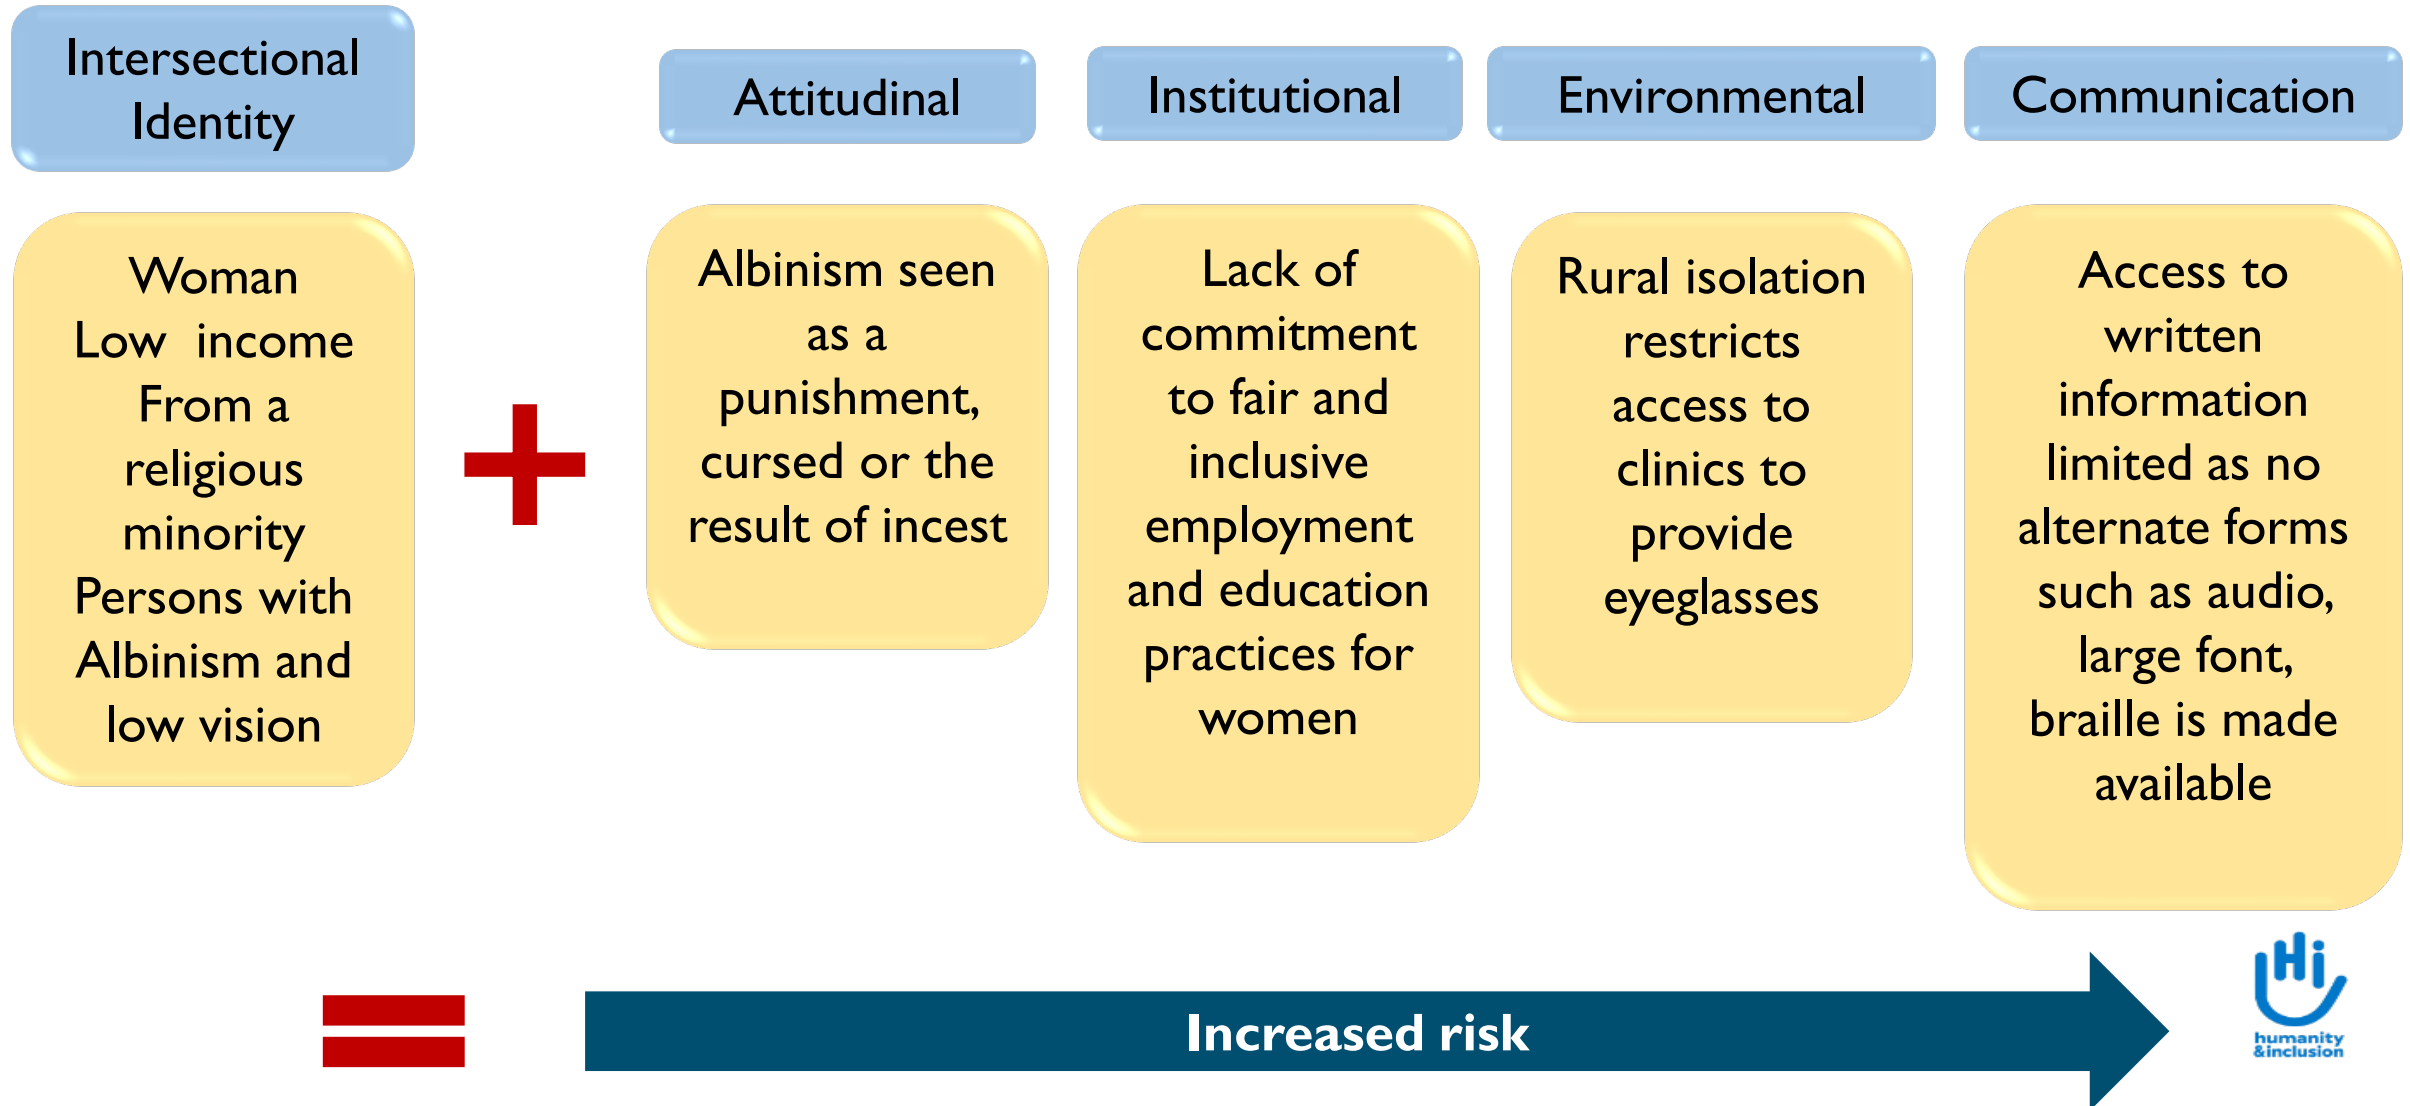 Intersectional
Identity
Attitudinal
Institutional
Environmental
Communication
Woman
Low income
From a
religious
minority
Persons with
Albinism and
low vision
Albinism seen
as a
punishment,
cursed or the
result of incest
Lack of
commitment
to fair and
inclusive
employment
and education
practices for
women
Rural isolation
restricts
access to
clinics to
provide
eyeglasses
Access to
written
information
limited as no
alternate forms
such as audio,
large font,
braille is made
available
Increased risk
Hi
humanity
&inclusion